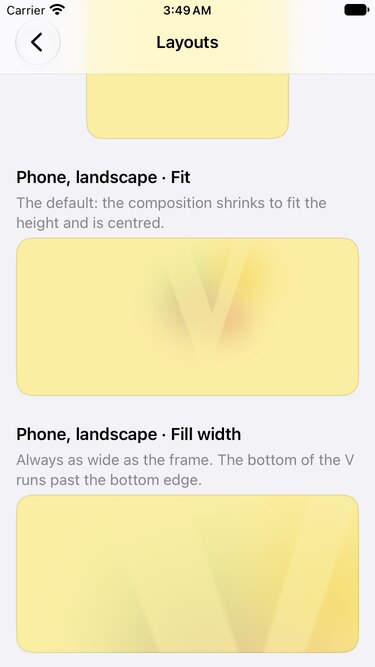 Carrier 3:49 AM
Layouts
Phone, landscape · Fit
The default: the composition shrinks to fit the
height and is centred.
Phone, landscape · Fill width
Always as wide as the frame. The bottom of the V
runs past the bottom edge.